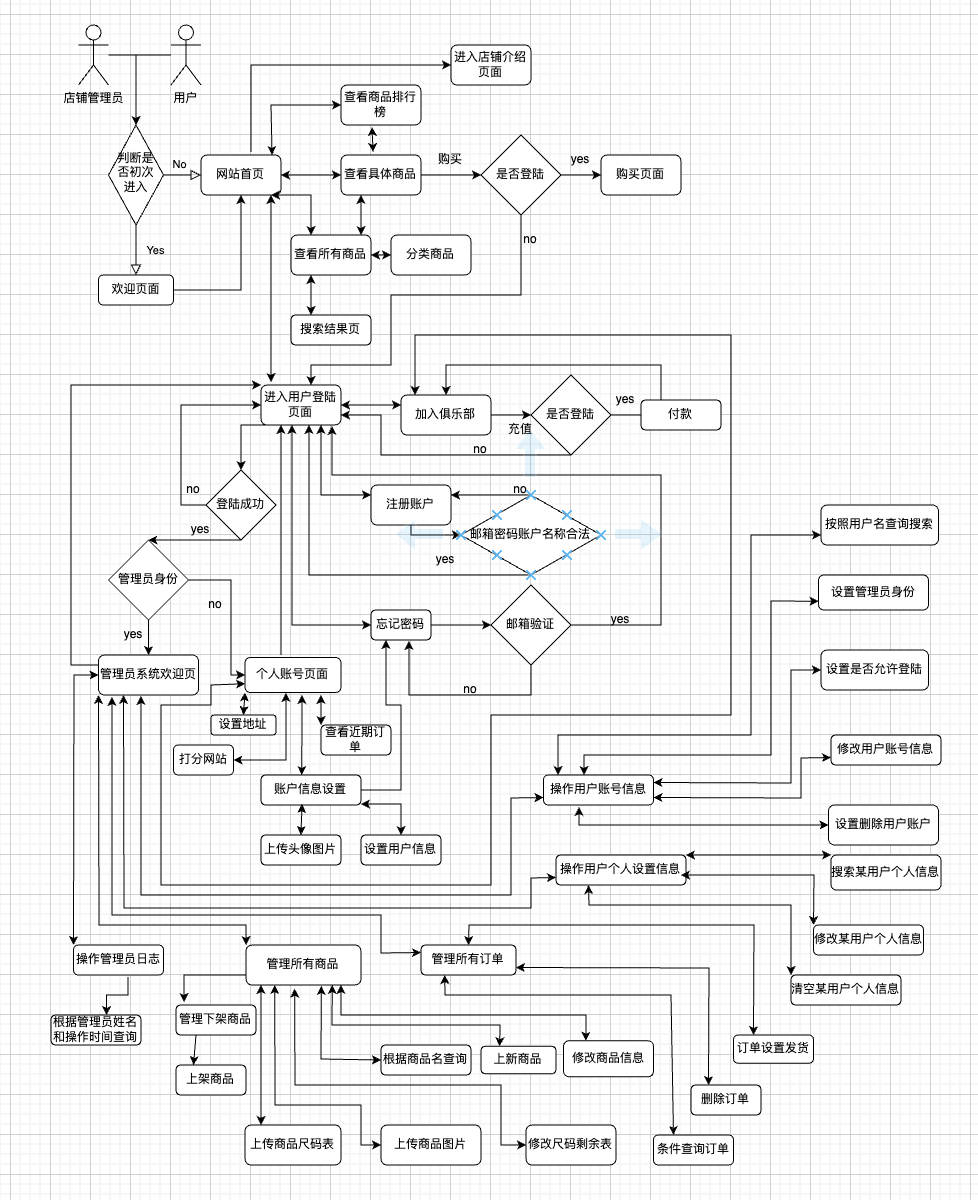 店铺管理员
用户
进入店铺介绍
页面
查看商品排行
榜
判断是
否初次
进入
No
网站首页
查看具体商品
购买
是否登陆
yes
购买页面
no
Yes
查看所有商品
分类商品
欢迎页面
搜索结果页
进入用户登陆
页面
加入俱乐部
充值
是否登陆
yes
付款
no
no
登陆成功
yes
注册账户
no
邮箱密码账户名称合法
yes
按照用户名查询搜索
管理员身份
no
yes
设置管理员身份
忘记密码
邮箱验证
yes
no
管理员系统欢迎页
个人账号页面
设置是否允许登陆
设置地址
查看近期订
单
打分网站
修改用户账号信息
账户信息设置
操作用户账号信息
设置删除用户账户
上传头像图片
设置用户信息
操作用户个人设置信息
搜索某用户个人信息
修改某用户个人信息
操作管理员日志
管理所有商品
管理所有订单
清空某用户个人信息
根据管理员姓名
和操作时间查询
管理下架商品
根据商品名查询
上新商品
修改商品信息
订单设置发货
上架商品
删除订单
上传商品尺码表
上传商品图片
修改尺码剩余表
条件查询订单